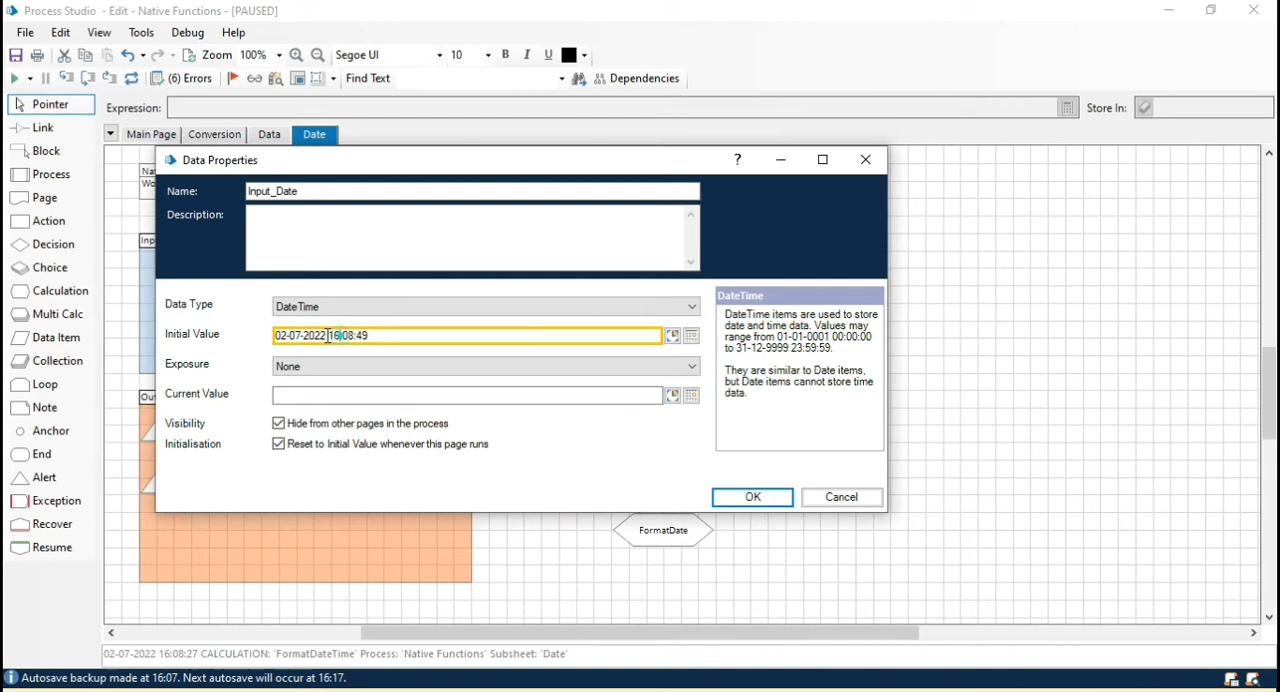 Process Studio - Edit - Native Functions - [PAUSED]
File Edit View Tools Debug Help
Zoom 100% Segoe UI 10 B I U
(6) Errors Find Text Dependencies
Pointer Expression: Store In:
Link Main Page Conversion Data Date
Block
Process
Page
Action
Decision
Choice
Calculation
Multi Calc
Data Item
Collection
Loop
Note
Anchor
End
Alert
Exception
Recover
Resume
Nat
Wo
Inp
Out
Data Properties ?
Name: Input_Date
Description:
Data Type DateTime
Initial Value 02-07-2022 16:08:49
Exposure None
Current Value
Visibility Hide from other pages in the process
Initialisation Reset to Initial Value whenever this page runs
DateTime
DateTime items are used to store
date and time data. Values may
range from 01-01-0001 00:00:00
to 31-12-9999 23:59:59.
They are similar to Date items,
but Date items cannot store time
data.
OK Cancel
FormatDate
02-07-2022 16:08:27 CALCULATION: 'FormatDateTime' Process: 'Native Functions' Subsheet: 'Date'
Autosave backup made at 16:07. Next autosave will occur at 16:17.